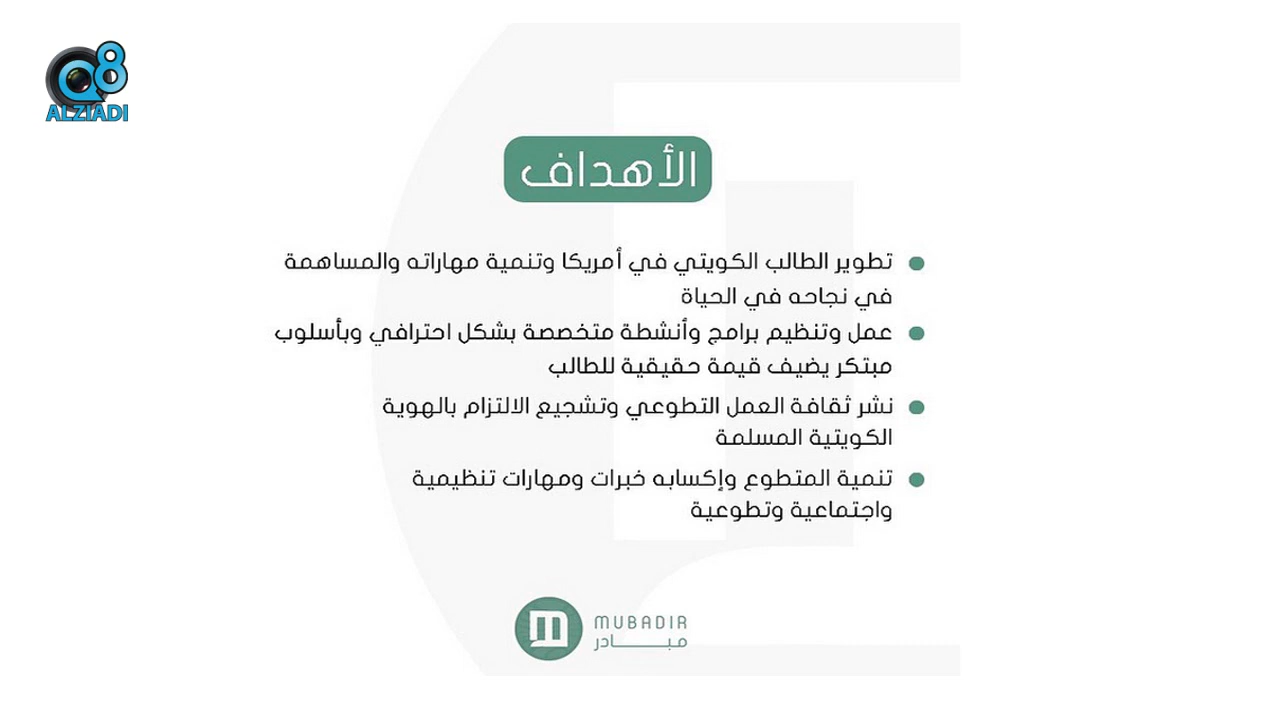 Q8
ALZIADI
الأهداف
تطوير الطالب الكويتي في أمريكا وتنمية مهاراته والمساهمة
في نجاحه في الحياة
عمل وتنظيم برامج وأنشطة متخصصة بشكل احترافي وبأسلوب
مبتكر يضيف قيمة حقيقية للطالب
نشر ثقافة العمل التطوعي وتشجيع الالتزام بالهوية
الكويتية المسلمة
تنمية المتطوع وإكسابه خبرات ومهارات تنظيمية
واجتماعية وتطوعية
MUBADIR
مبـــــادر